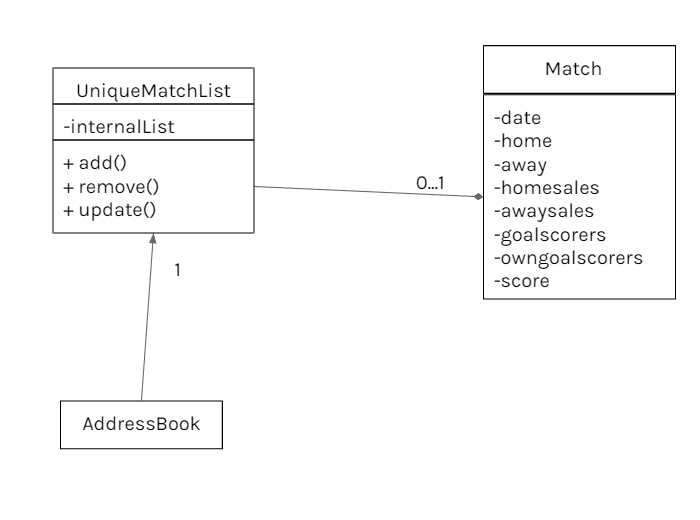 UniqueMatchList
-internalList
+ add()
+ remove()
+ update()
Match
-date
-home
-away
-homesales
-awaysales
-goalscorers
-owngoalscorers
-score
0...1
1
AddressBook